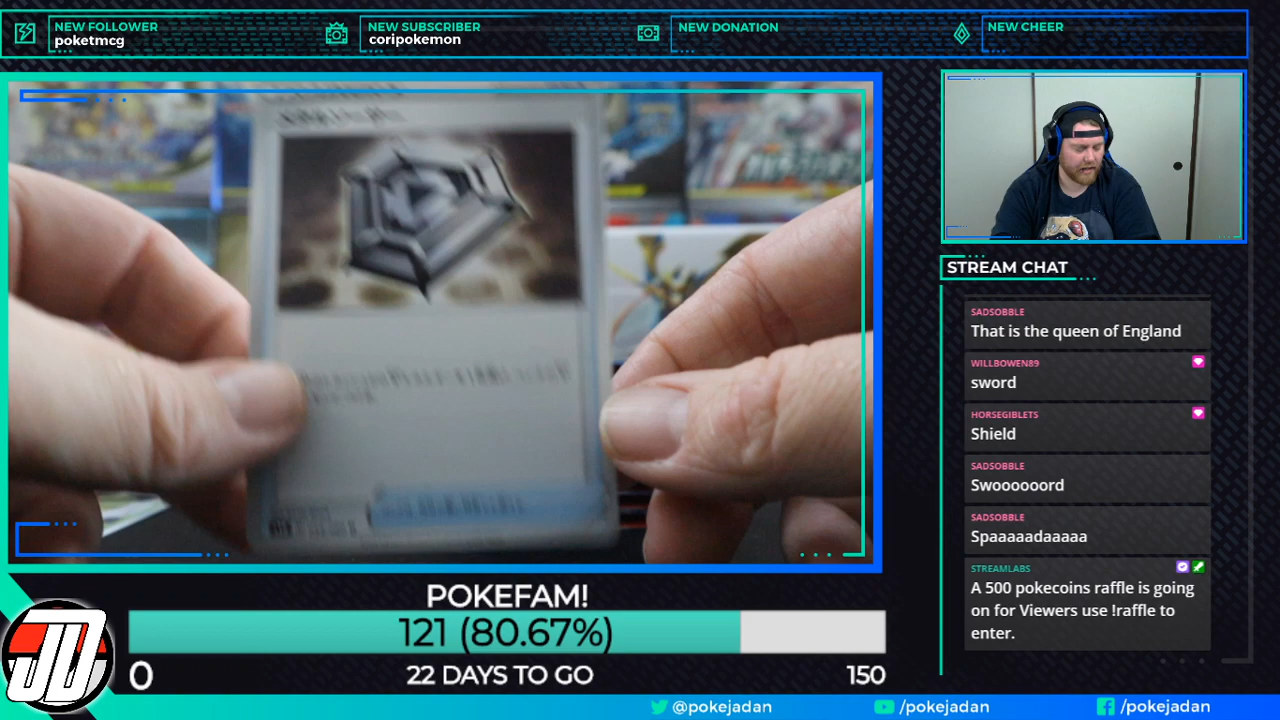 NEW FOLLOWER
poketmcg
NEW SUBSCRIBER
coripokemon
NEW DONATION
NEW CHEER
STREAM CHAT
SADSOBBLE
That is the queen of England
WILLBOWEN89
sword
HORSEGIBLETS
Shield
SADSOBBLE
Swooooooord
SADSOBBLE
Spaaaaadaaaaa
STREAMLABS
A 500 pokecoins raffle is going
on for Viewers use !raffle to
enter.
POKEFAM!
121 (80.67%)
0
22 DAYS TO GO
150
@pokejadan
/pokejadan
/pokejadan